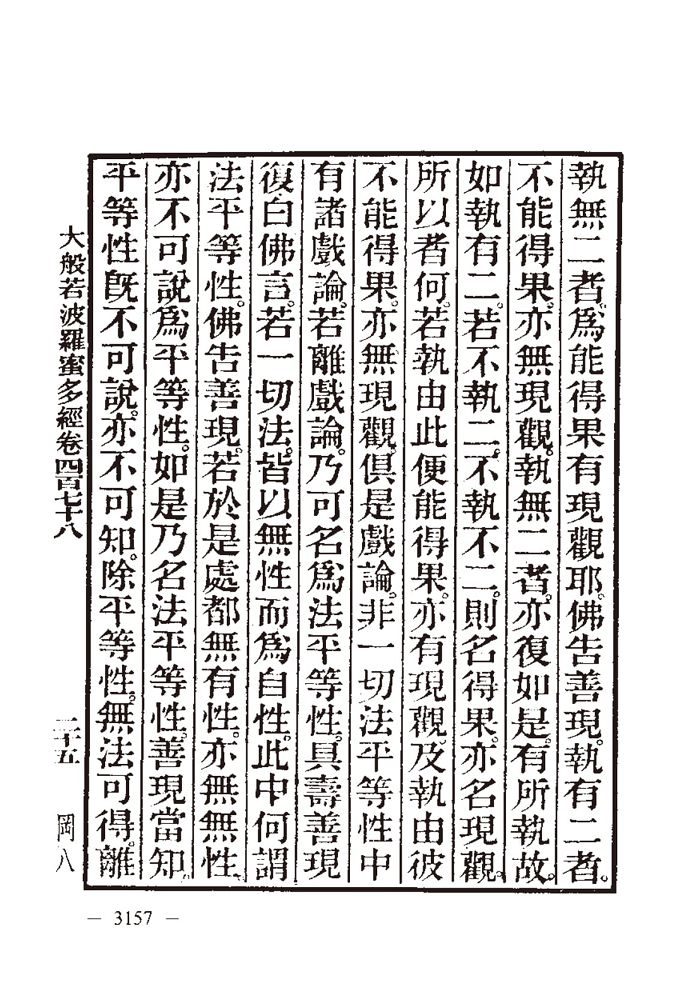 執無二者。爲能得果有現觀耶。佛告善現。執有二者。
不能得果。亦無現觀。執無二者。亦復如是。有所執故。
如執有二。若不執二。不執不二。則名得果。亦名現觀。
所以者何。若執由此便能得果。亦有現觀。及執由彼
不能得果。亦無現觀。俱是戲論。非一切法平等性中
有諸戲論。若離戲論。乃可名爲法平等性。具壽善現
復白佛言。若一切法。皆以無性而爲自性。此中何謂
法平等性。佛告善現。若於是處都無有性。亦無無性。
亦不可說爲平等性。如是乃名法平等性。善現當知。
平等性既不可說。亦不可知。除平等性。無法可得。離
大般若波羅蜜多經卷四百七十八
二十五
岡八
— 3157 —